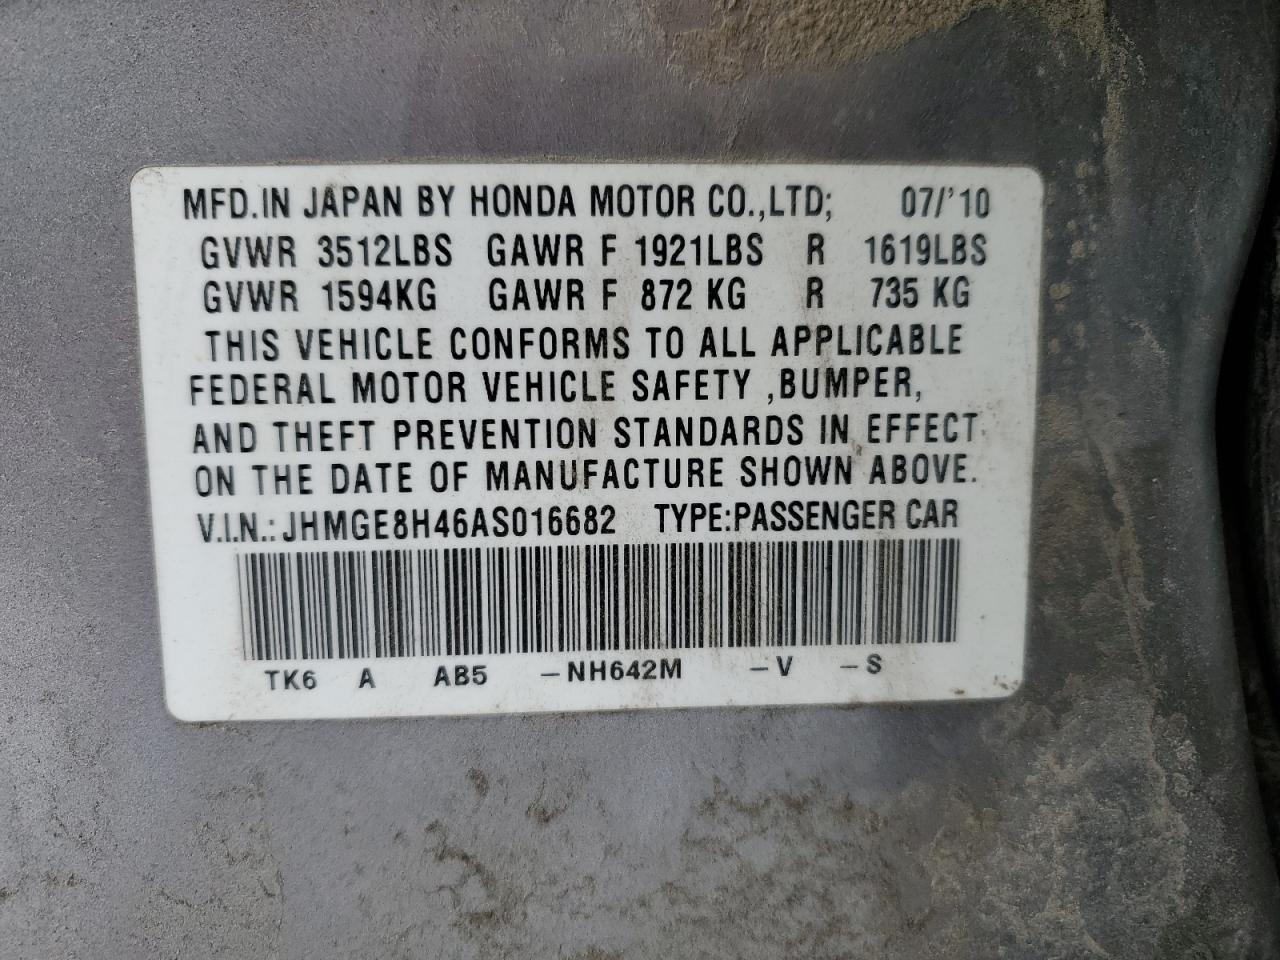 MFD.IN JAPAN BY HONDA MOTOR CO.,LTD; 07/'10
GVWR 3512LBS GAWR F 1921LBS R 1619LBS
GVWR 1594KG GAWR F 872 KG R 735 KG
THIS VEHICLE CONFORMS TO ALL APPLICABLE
FEDERAL MOTOR VEHICLE SAFETY ,BUMPER,
AND THEFT PREVENTION STANDARDS IN EFFECT
ON THE DATE OF MANUFACTURE SHOWN ABOVE.
V.I.N.: JHMGE8H46AS016682 TYPE:PASSENGER CAR
TK6 A AB5 –NH642M –V –S